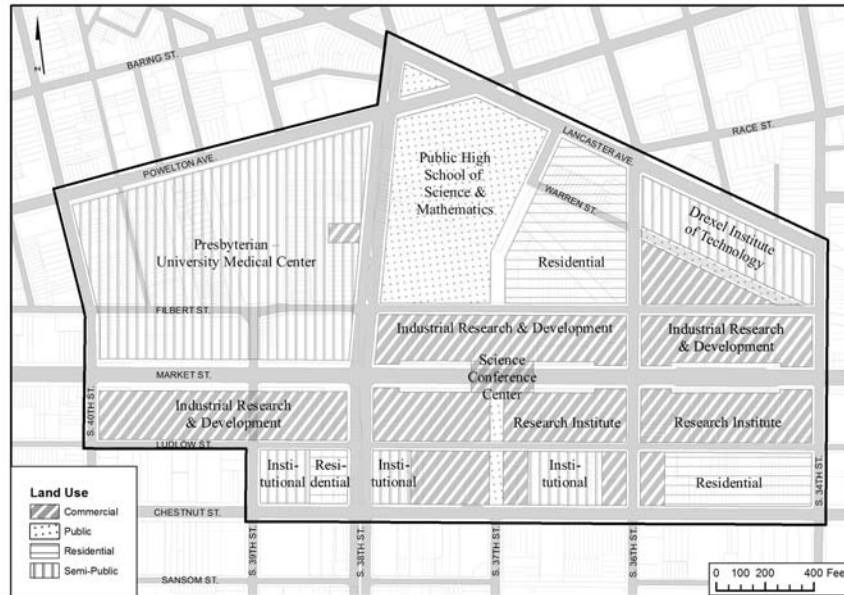 N
BARING ST.
POWELTON AVE.
LANCASTER AVE.
RACE ST.
WARREN ST.
Public High
School of
Science &
Mathematics
Drexel Institute
of Technology
Presbyterian –
University Medical Center
Residential
FILBERT ST.
Industrial Research & Development
Industrial Research
& Development
Science
Conference
Center
MARKET ST.
S. 40TH ST.
Industrial Research
& Development
Research Institute
Research Institute
LUDLOW ST.
Insti-
tutional
Resi-
dential
Insti-
tutional
Insti-
tutional
Residential
S. 34TH ST.
CHESTNUT ST.
S. 39TH ST.
S. 38TH ST.
S. 37TH ST.
S. 36TH ST.
SANSOM ST.
Land Use
Commercial
Public
Residential
Semi-Public
0 100 200 400 Feet